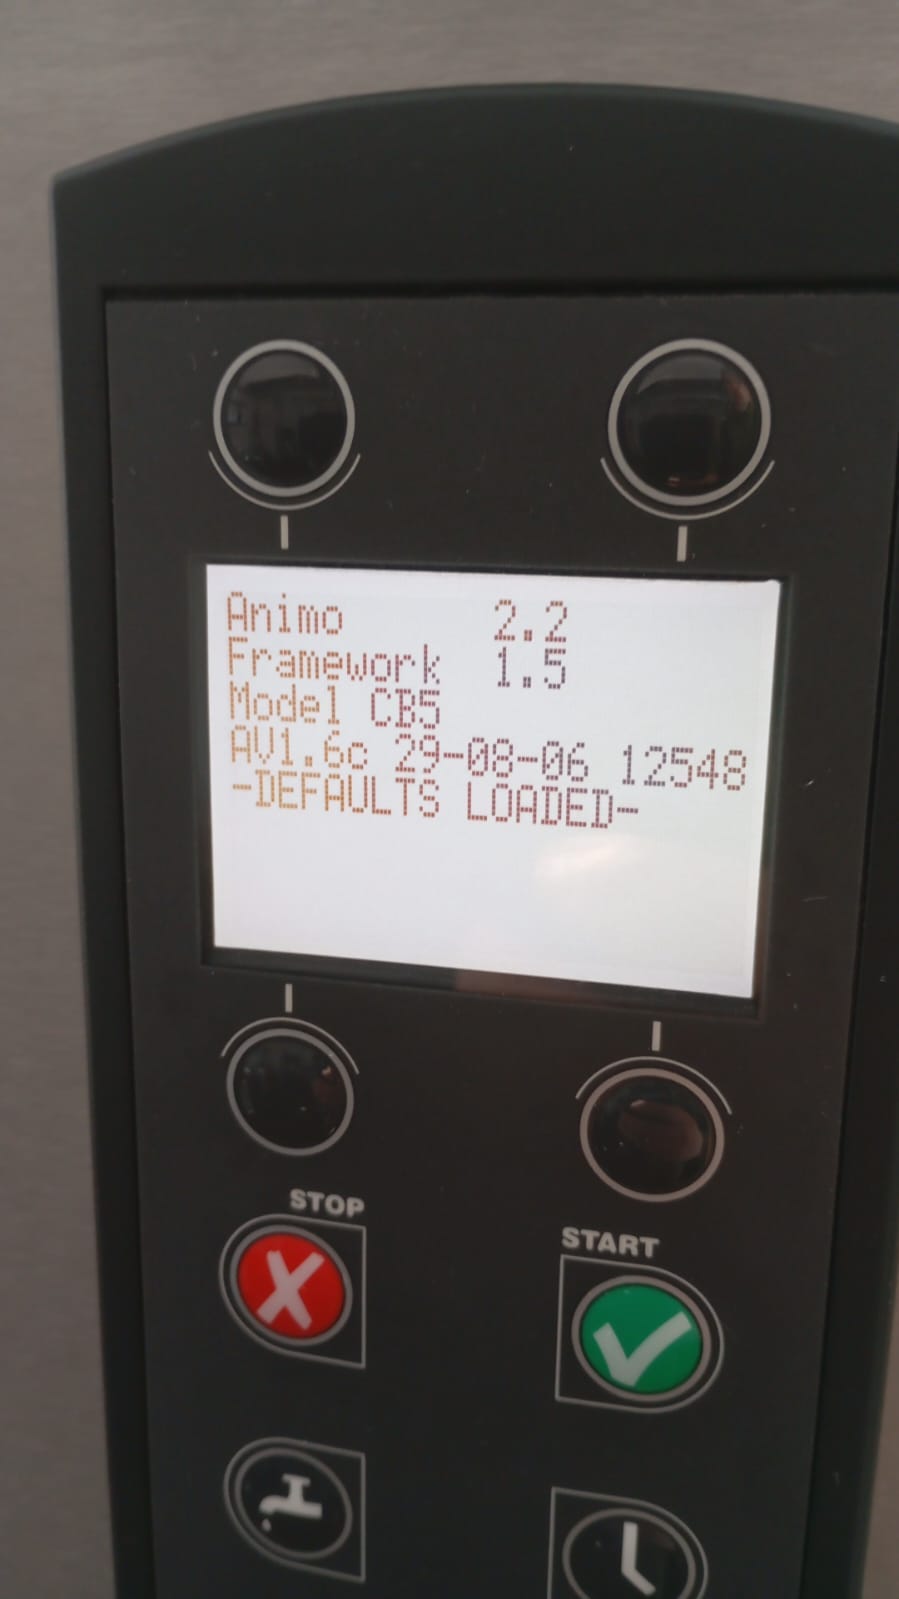 Animo 2.2
Framework 1.5
Model CB5
AV1.6c 29-08-06 12548
-DEFAULTS LOADED-
STOP
START